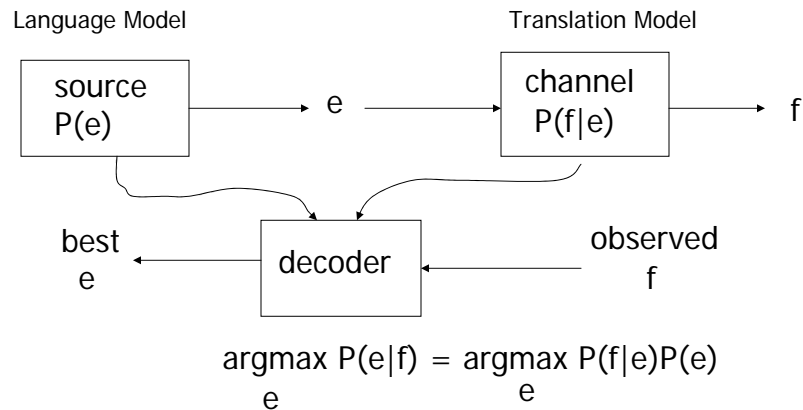 Language Model
Translation Model
source
P(e)
e
channel
P(f|e)
f
best
e
decoder
observed
f
argmax P(e|f) = argmax P(f|e)P(e)
e e